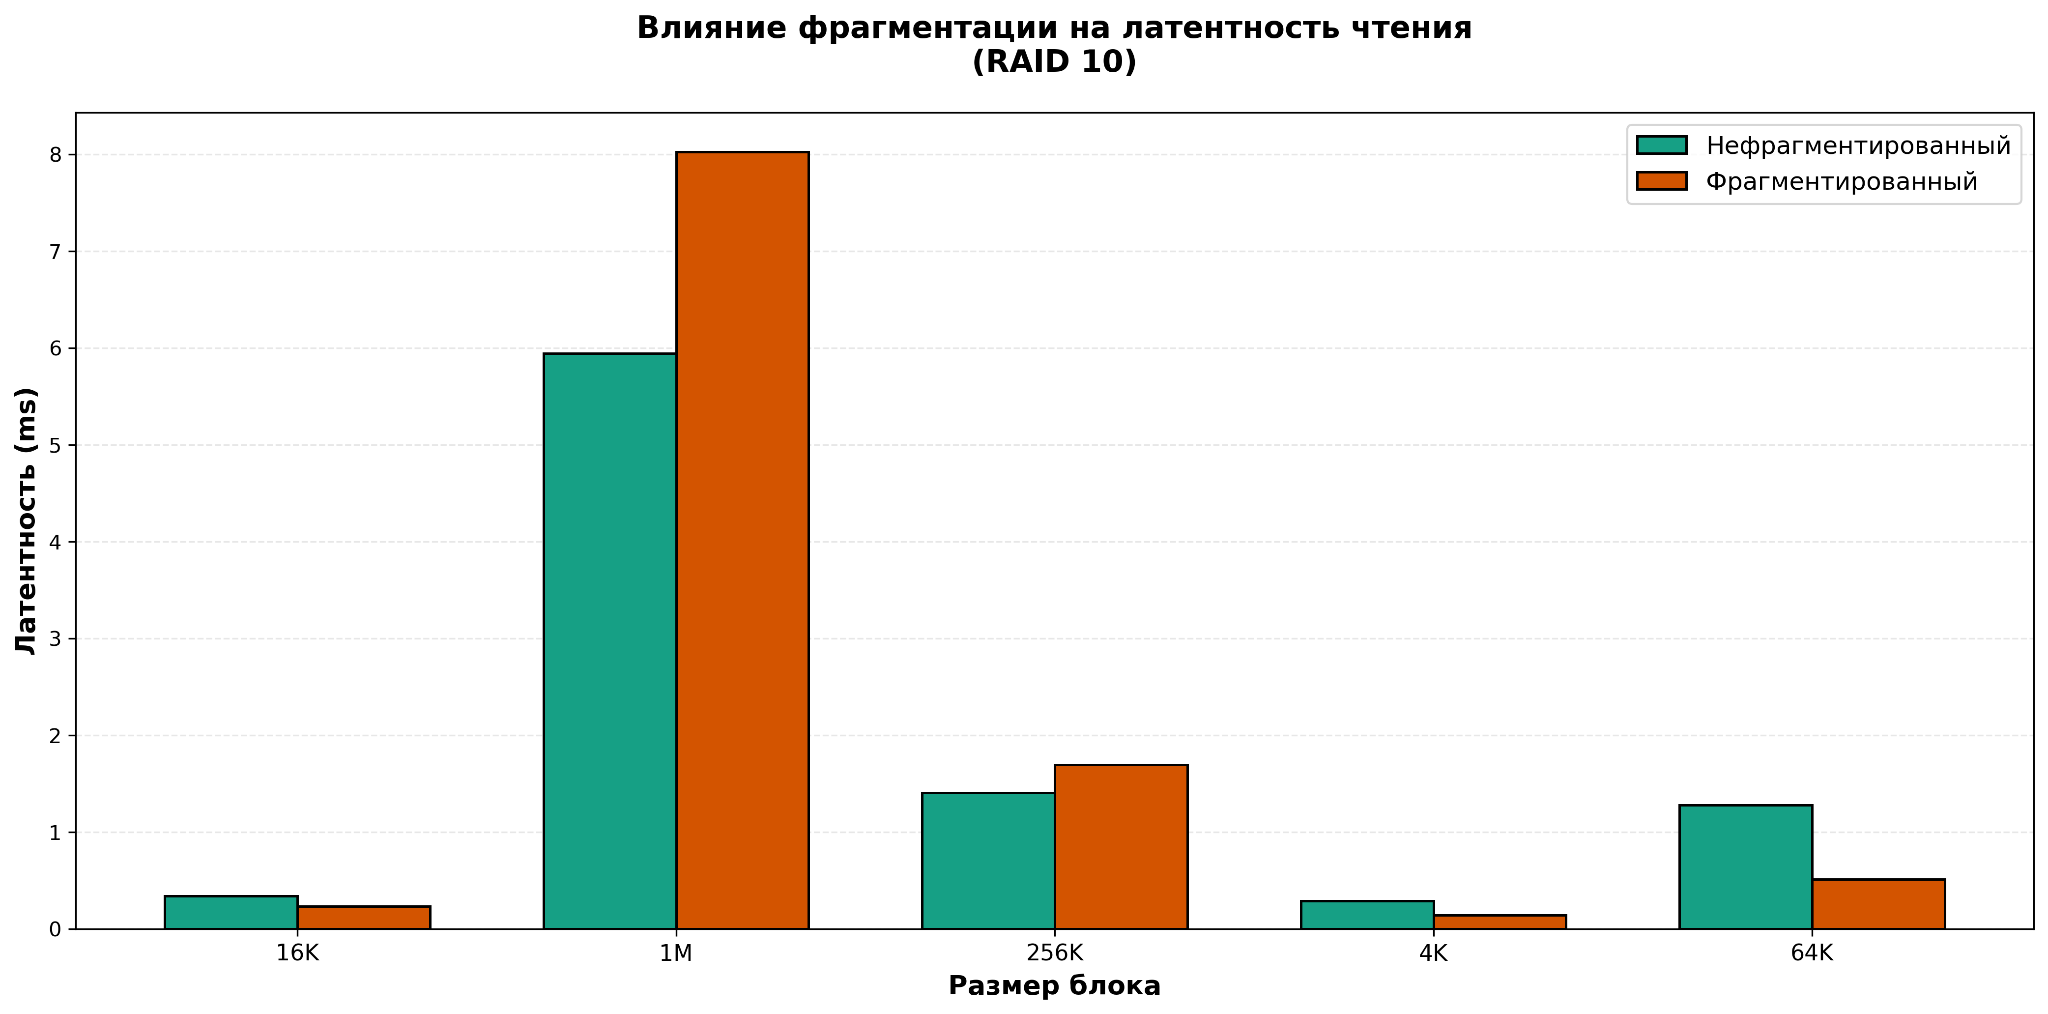 Влияние фрагментации на латентность чтения
(RAID 10)
Нефрагментированный
Фрагментированный
Латентность (ms)
8
7
6
5
4
3
2
1
0
16K
1M
256K
4K
64K
Размер блока